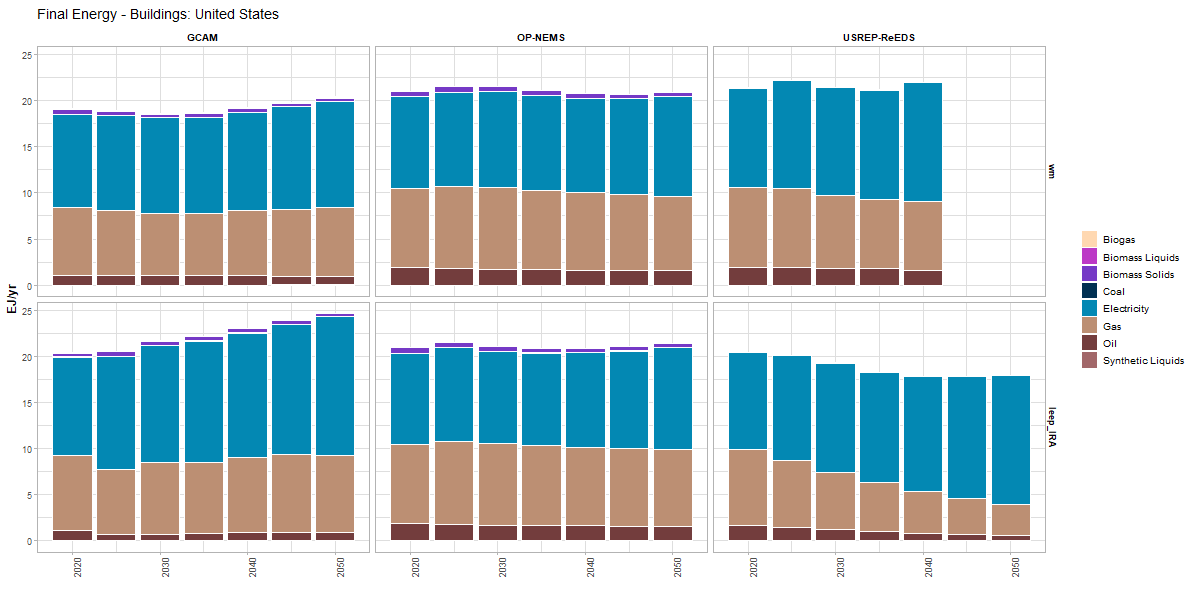 Final Energy - Buildings: United States
GCAM
OP-NEMS
USREP-ReEDS
25
20
15
10
5
0
wm
EJ/yr
25
20
15
10
5
0
leep_IRA
2020
2030
2040
2050
2020
2030
2040
2050
2020
2030
2040
2050
Biogas
Biomass Liquids
Biomass Solids
Coal
Electricity
Gas
Oil
Synthetic Liquids